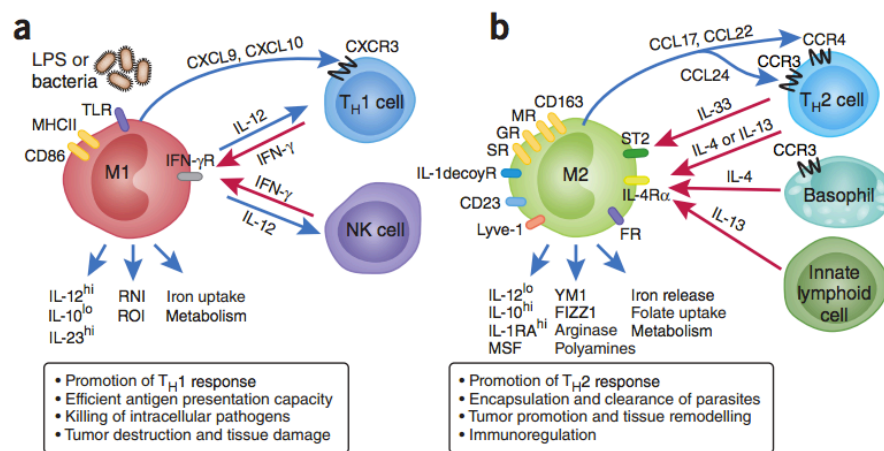 a
LPS or
bacteria
TLR
MHCII
CD86
M1
IFN-γR
CXCL9, CXCL10
CXCR3
TH1 cell
IL-12
IFN-γ
IFN-γ
IL-12
NK cell
IL-12hi
IL-10lo
IL-23hi
RNI
ROI
Iron uptake
Metabolism
• Promotion of TH1 response
• Efficient antigen presentation capacity
• Killing of intracellular pathogens
• Tumor destruction and tissue damage
b
CCL17, CCL22
CCR4
CCR3
CCL24
TH2 cell
CD163
MR
GR
SR
IL-1decoyR
CD23
Lyve-1
M2
ST2
IL-4Rα
FR
IL-33
IL-4 or IL-13
CCR3
IL-4
Basophil
IL-13
Innate
lymphoid
cell
IL-12lo
IL-10hi
IL-1RAhi
MSF
YM1
FIZZ1
Arginase
Polyamines
Iron release
Folate uptake
Metabolism
• Promotion of TH2 response
• Encapsulation and clearance of parasites
• Tumor promotion and tissue remodelling
• Immunoregulation